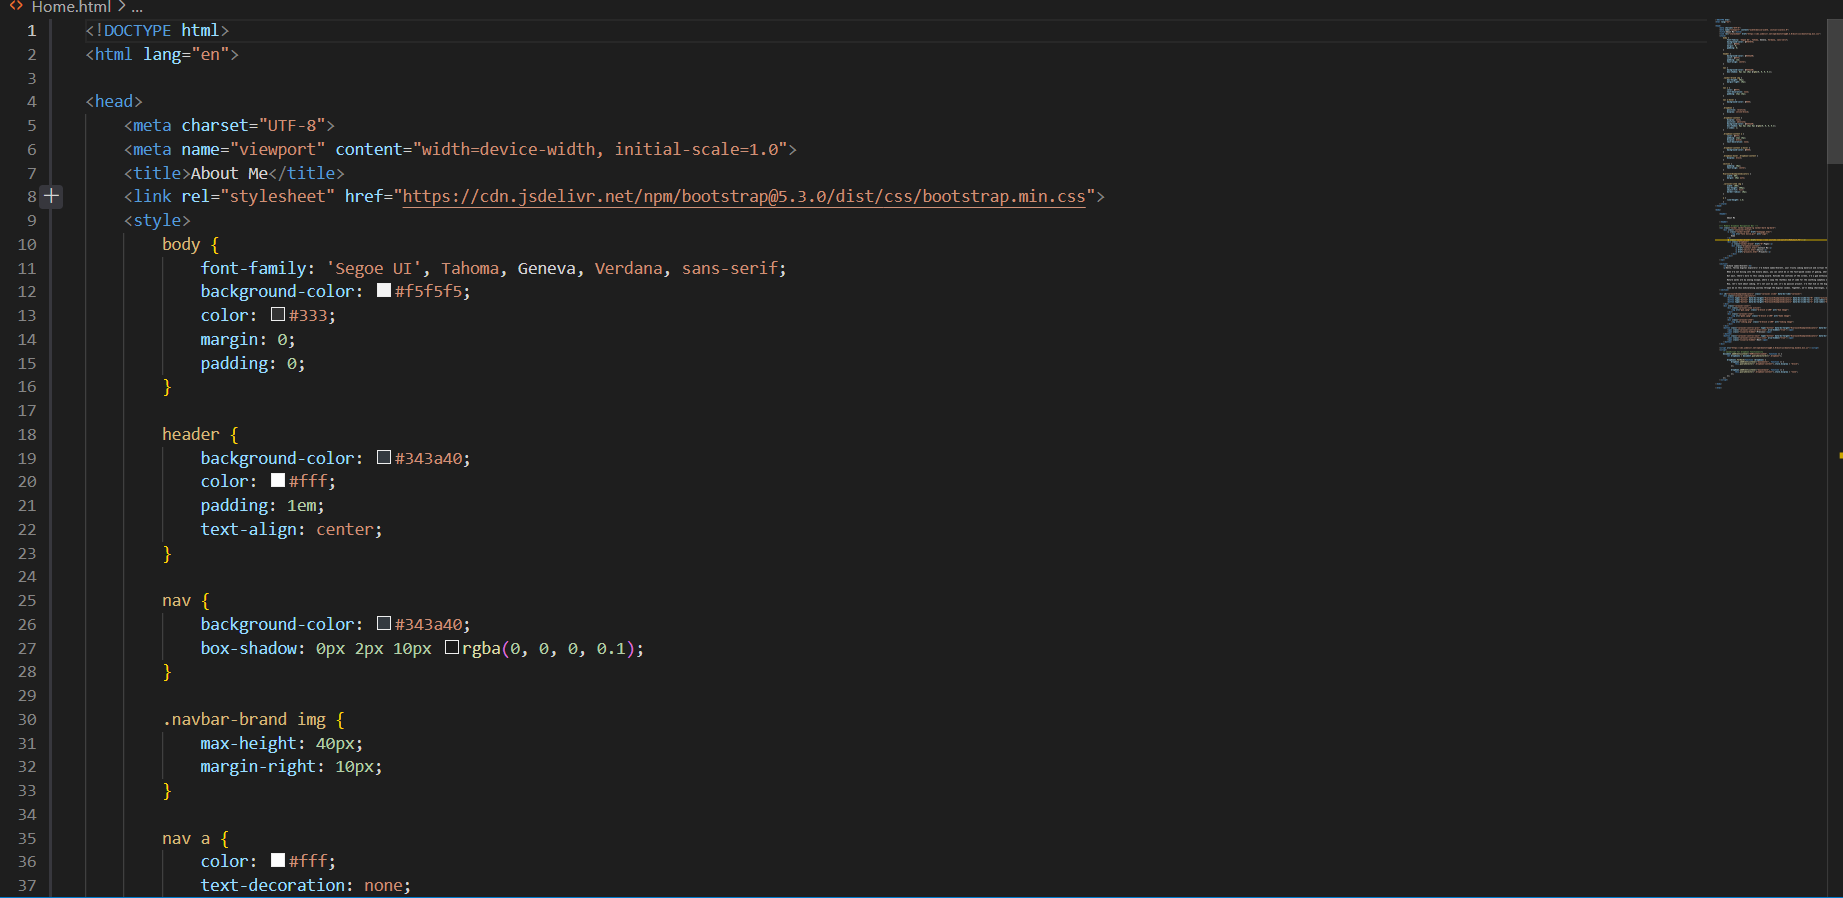 Home.html > ...
1 <!DOCTYPE html>
2 <html lang="en">
3
4 <head>
5 <meta charset="UTF-8">
6 <meta name="viewport" content="width=device-width, initial-scale=1.0">
7 <title>About Me</title>
8 <link rel="stylesheet" href="https://cdn.jsdelivr.net/npm/bootstrap@5.3.0/dist/css/bootstrap.min.css">
9 <style>
10 body {
11 font-family: 'Segoe UI', Tahoma, Geneva, Verdana, sans-serif;
12 background-color: #f5f5f5;
13 color: #333;
14 margin: 0;
15 padding: 0;
16 }
17
18 header {
19 background-color: #343a40;
20 color: #fff;
21 padding: 1em;
22 text-align: center;
23 }
24
25 nav {
26 background-color: #343a40;
27 box-shadow: 0px 2px 10px rgba(0, 0, 0, 0.1);
28 }
29
30 .navbar-brand img {
31 max-height: 40px;
32 margin-right: 10px;
33 }
34
35 nav a {
36 color: #fff;
37 text-decoration: none;